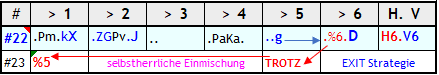 # > 1 > 2 > 3 > 4 > 5 > 6 H. V
#22 .Pm.kX .ZGPv.J .. .PaKa. ..g .%6.D H6.V6
#23 %5 selbstherrliche Einmischung TROTZ EXIT Strategie